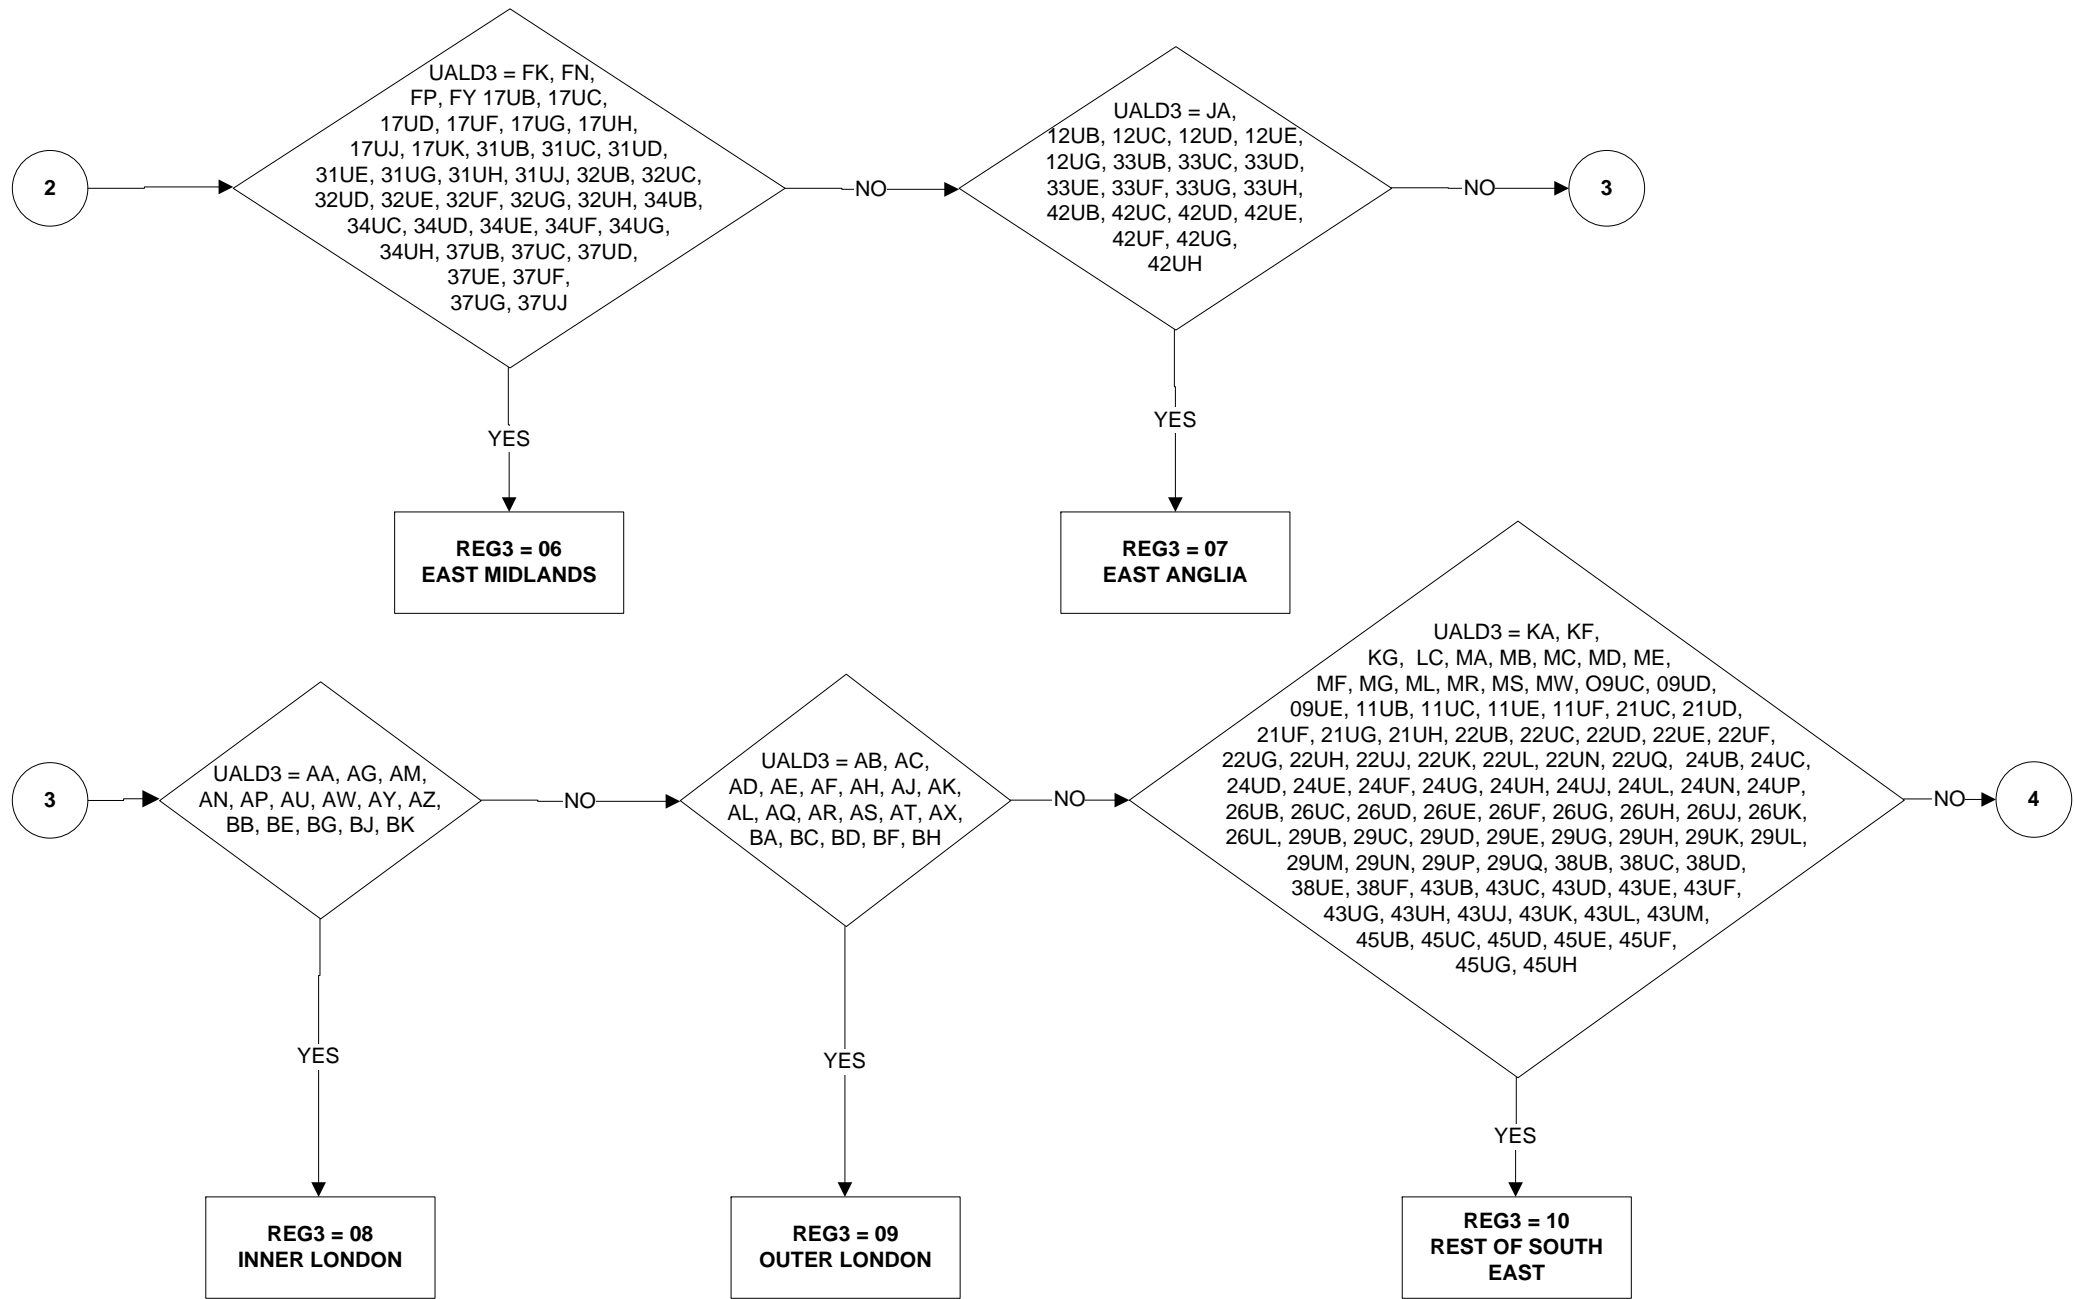 2
UALD3 = FK, FN,
FP, FY 17UB, 17UC,
17UD, 17UF, 17UG, 17UH,
17UJ, 17UK, 31UB, 31UC, 31UD,
31UE, 31UG, 31UH, 31UJ, 32UB, 32UC,
32UD, 32UE, 32UF, 32UG, 32UH, 34UB,
34UC, 34UD, 34UE, 34UF, 34UG,
34UH, 37UB, 37UC, 37UD,
37UE, 37UF,
37UG, 37UJ
NO
UALD3 = JA,
12UB, 12UC, 12UD, 12UE,
12UG, 33UB, 33UC, 33UD,
33UE, 33UF, 33UG, 33UH,
42UB, 42UC, 42UD, 42UE,
42UF, 42UG,
42UH
NO
3
YES
YES
REG3 = 06
EAST MIDLANDS
REG3 = 07
EAST ANGLIA
3
UALD3 = AA, AG, AM,
AN, AP, AU, AW, AY, AZ,
BB, BE, BG, BJ, BK
NO
UALD3 = AB, AC,
AD, AE, AF, AH, AJ, AK,
AL, AQ, AR, AS, AT, AX,
BA, BC, BD, BF, BH
NO
UALD3 = KA, KF,
KG, LC, MA, MB, MC, MD, ME,
MF, MG, ML, MR, MS, MW, O9UC, 09UD,
09UE, 11UB, 11UC, 11UE, 11UF, 21UC, 21UD,
21UF, 21UG, 21UH, 22UB, 22UC, 22UD, 22UE, 22UF,
22UG, 22UH, 22UJ, 22UK, 22UL, 22UN, 22UQ, 24UB, 24UC,
24UD, 24UE, 24UF, 24UG, 24UH, 24UJ, 24UL, 24UN, 24UP,
26UB, 26UC, 26UD, 26UE, 26UF, 26UG, 26UH, 26UJ, 26UK,
26UL, 29UB, 29UC, 29UD, 29UE, 29UG, 29UH, 29UK, 29UL,
29UM, 29UN, 29UP, 29UQ, 38UB, 38UC, 38UD,
38UE, 38UF, 43UB, 43UC, 43UD, 43UE, 43UF,
43UG, 43UH, 43UJ, 43UK, 43UL, 43UM,
45UB, 45UC, 45UD, 45UE, 45UF,
45UG, 45UH
NO
4
YES
YES
YES
REG3 = 08
INNER LONDON
REG3 = 09
OUTER LONDON
REG3 = 10
REST OF SOUTH
EAST